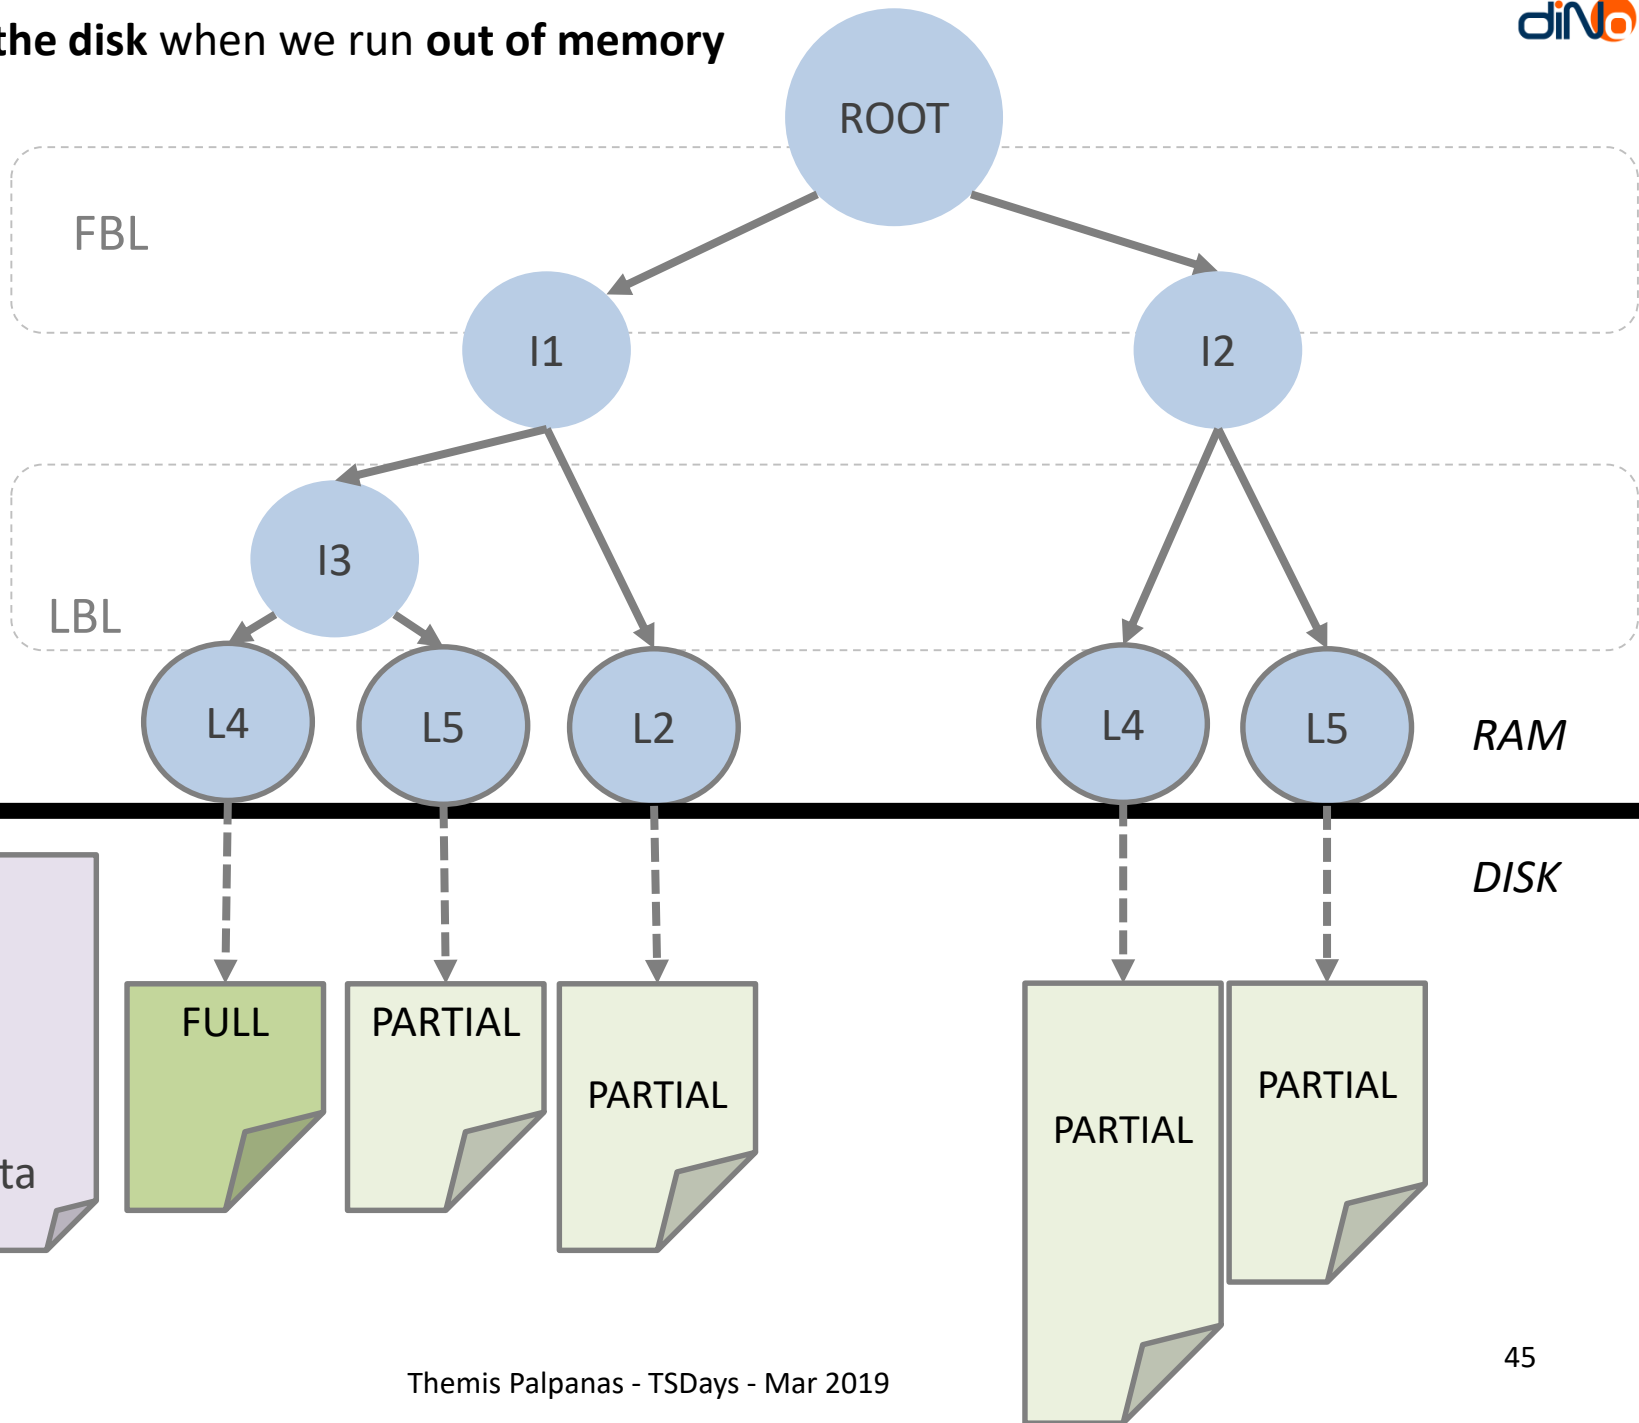 the disk when we run out of memory
diNo
ROOT
FBL
I1
I2
I3
LBL
L4
L5
L2
L4
L5
RAM
DISK
FULL
PARTIAL
PARTIAL
PARTIAL
PARTIAL
ta
Themis Palpanas - TSDays - Mar 2019
45